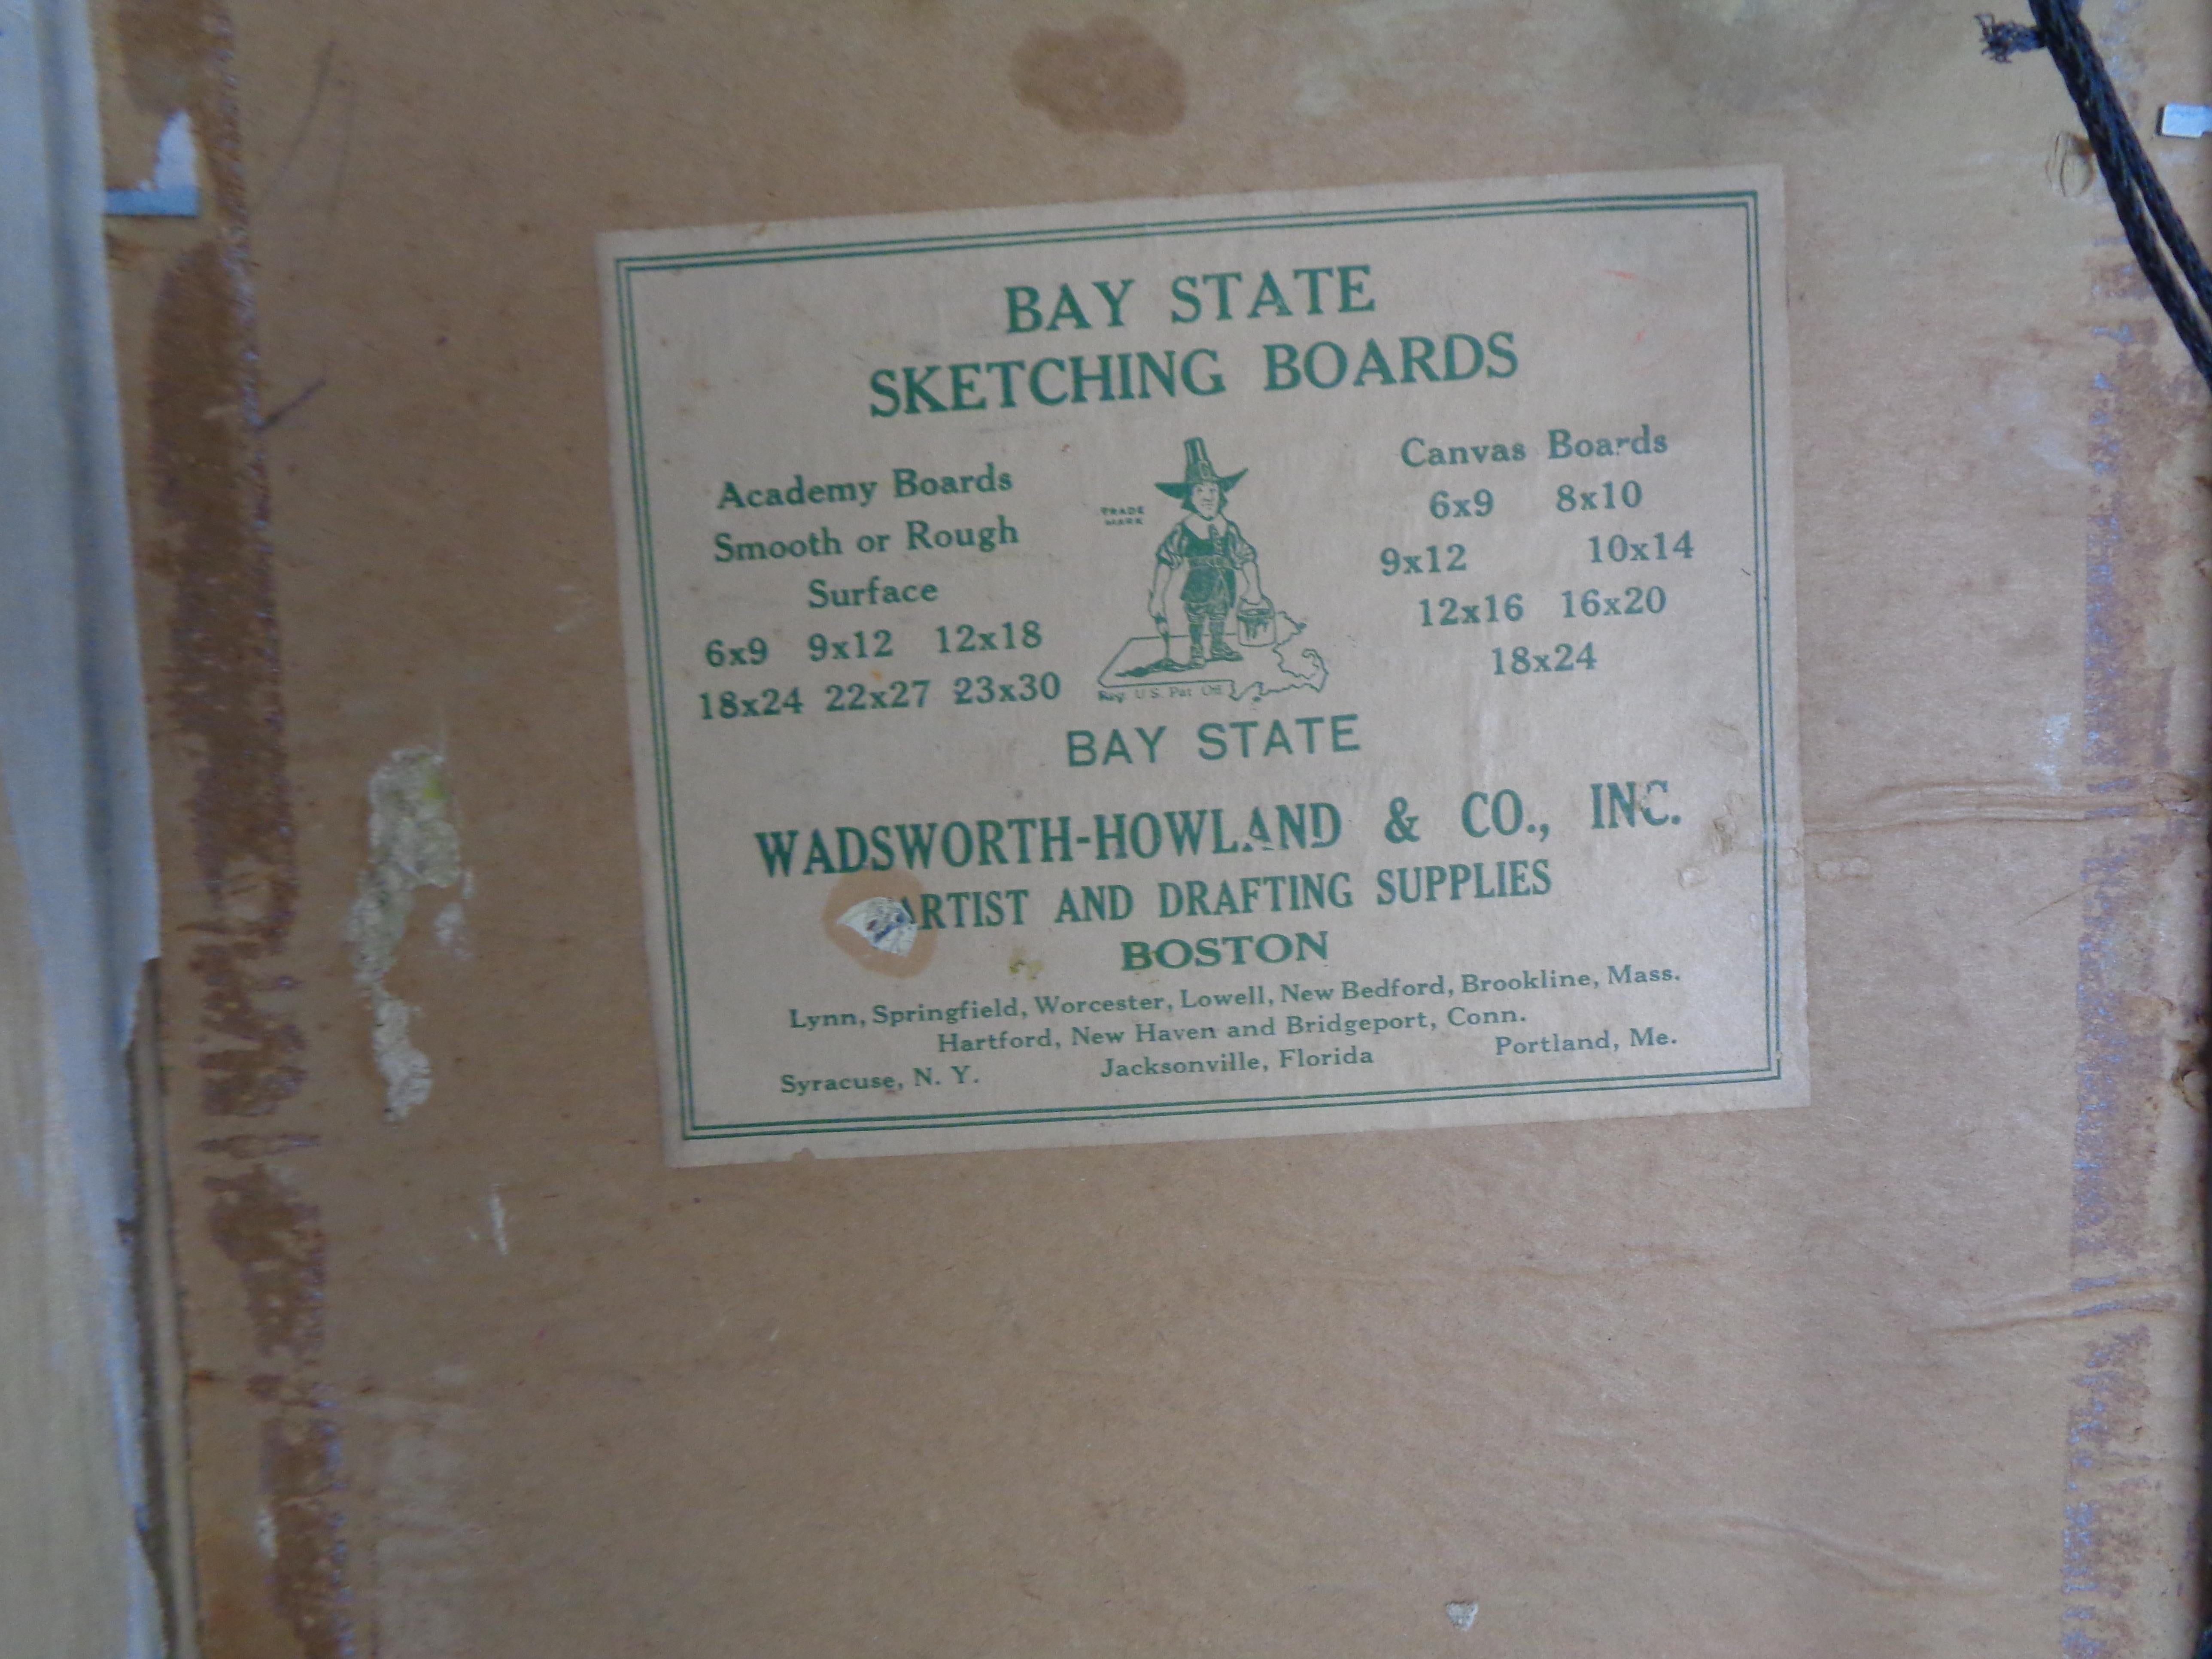 BAY STATE
SKETCHING BOARDS
Academy Boards
Smooth or Rough
Surface
6x9 9x12 12x18
18x24 22x27 23x30
TRADE
MARK
Reg. U.S. Pat. Off.
Canvas Boards
6x9 8x10
9x12 10x14
12x16 16x20
18x24
BAY STATE
WADSWORTH-HOWLAND & CO., INC.
ARTIST AND DRAFTING SUPPLIES
BOSTON
Lynn, Springfield, Worcester, Lowell, New Bedford, Brookline, Mass.
Hartford, New Haven and Bridgeport, Conn.
Syracuse, N. Y. Jacksonville, Florida Portland, Me.